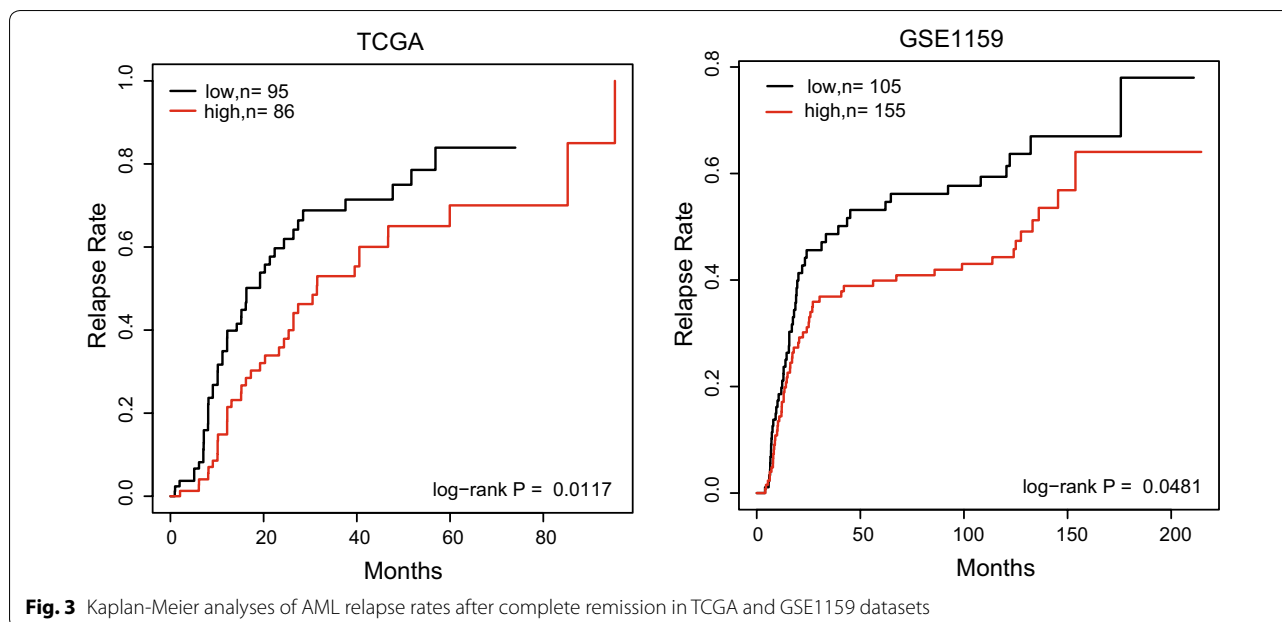 TCGA
low,n= 95
high,n= 86
Relapse Rate
1.0
0.8
0.6
0.4
0.2
0.0
log−rank P = 0.0117
0 20 40 60 80
Months
GSE1159
low,n= 105
high,n= 155
Relapse Rate
0.8
0.6
0.4
0.2
0.0
log−rank P = 0.0481
0 50 100 150 200
Months
Fig. 3 Kaplan-Meier analyses of AML relapse rates after complete remission in TCGA and GSE1159 datasets